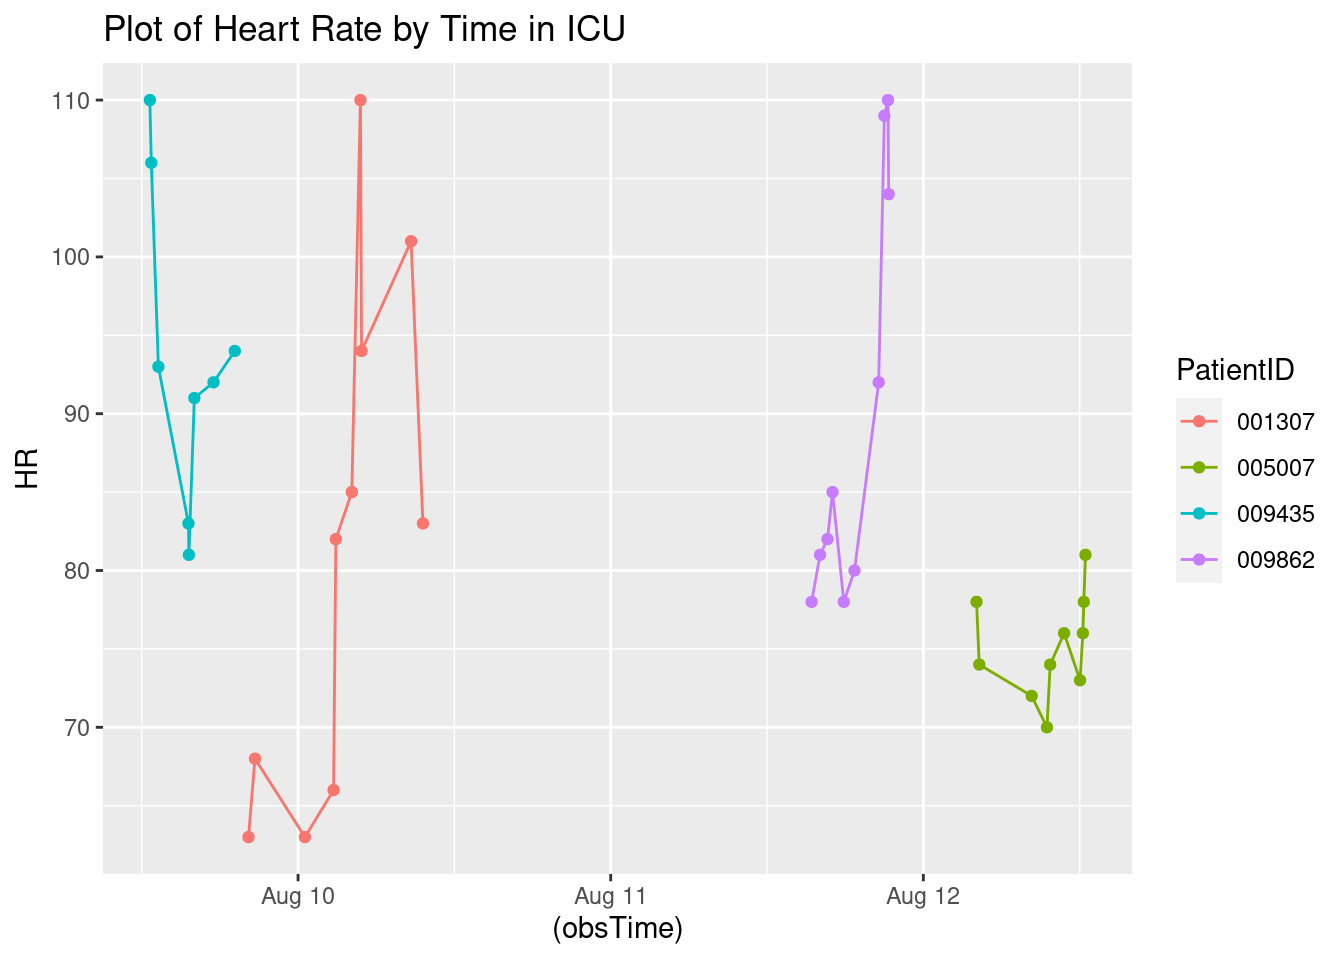 Plot of Heart Rate by Time in ICU
110
100
90
80
70
HR
Aug 10
Aug 11
Aug 12
(obsTime)
PatientID
001307
005007
009435
009862